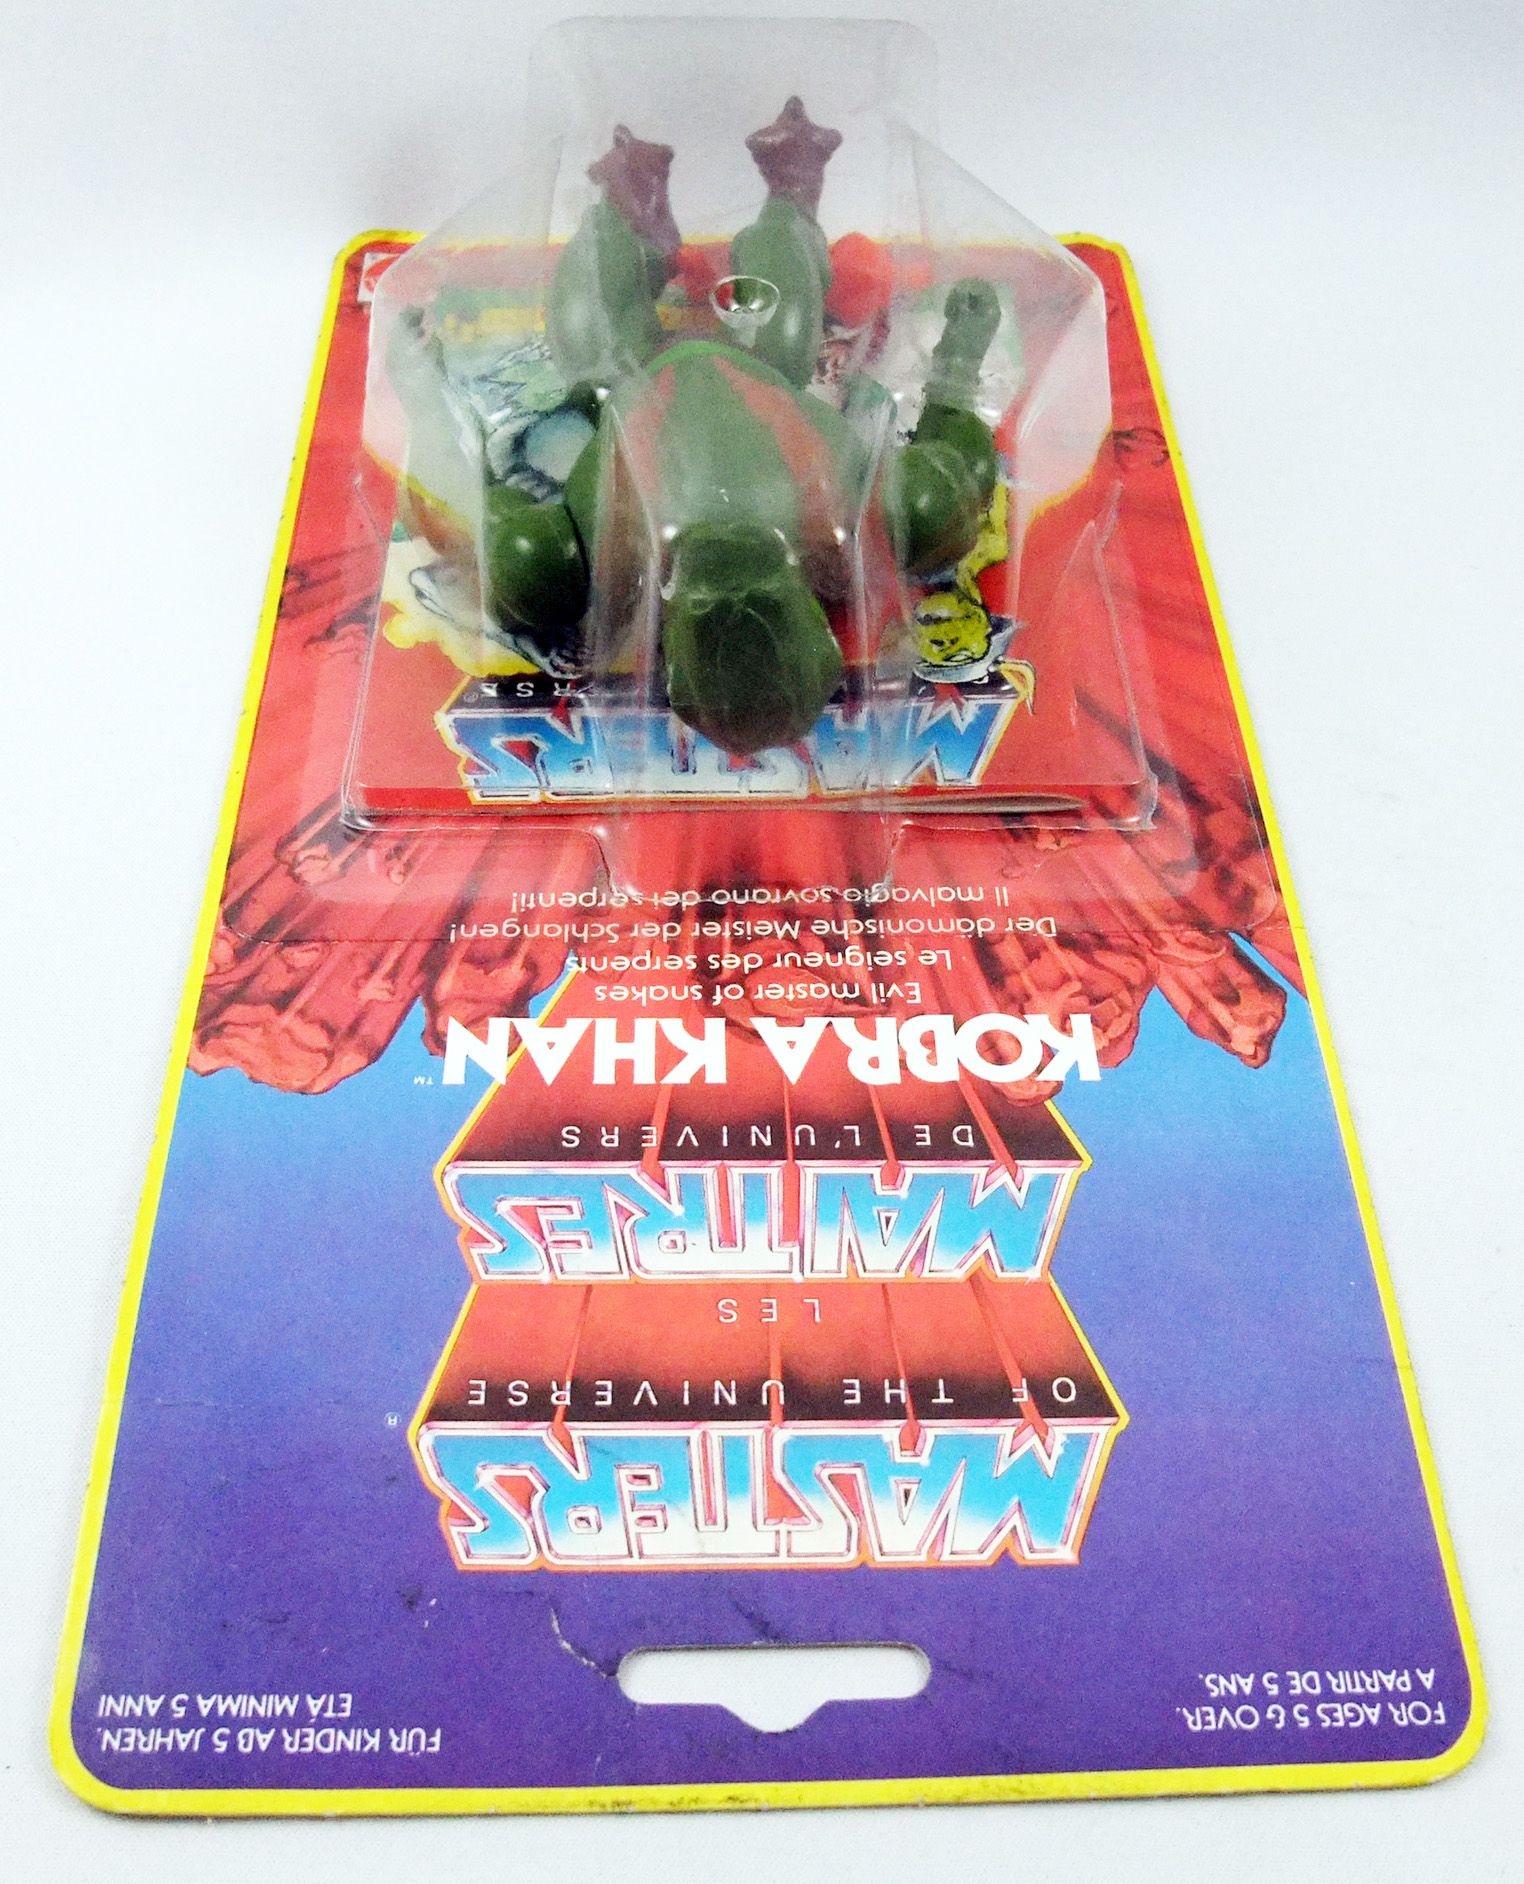 FOR AGES 5 & OVER.
A PARTIR DE 5 ANS.
FÜR KINDER AB 5 JAHREN.
ETÁ MINIMA 5 ANNI
MASTERS
OF THE UNIVERSE
®
LES
MAITRES
DE L'UNIVERS
KOBRA KHAN™
Evil master of snakes
Le seigneur des serpents
Der dämonische Meister der Schlangen!
Il malvagio sovrano dei serpenti!
MASTERS